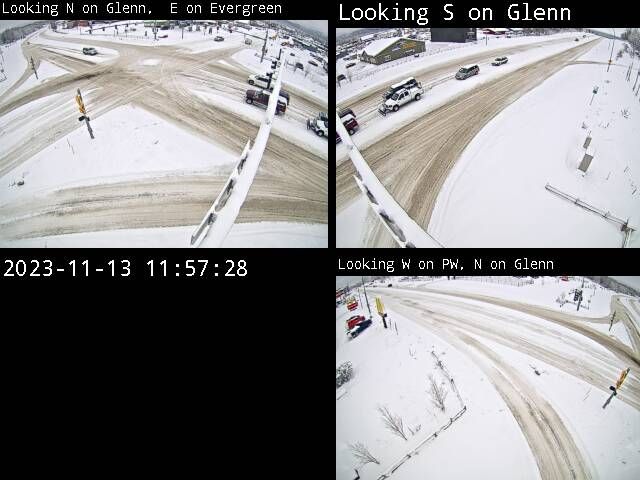 Looking N on Glenn,  E on Evergreen
Looking S on Glenn
2023-11-13 11:57:28
Looking W on PW, N on Glenn